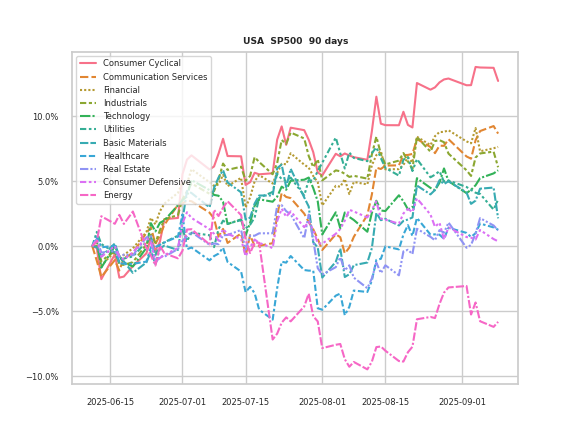 USA SP500 90 days
Consumer Cyclical
Communication Services
Financial
Industrials
Technology
Utilities
Basic Materials
Healthcare
Real Estate
Consumer Defensive
Energy
10.0%
5.0%
0.0%
−5.0%
−10.0%
2025-06-15 2025-07-01 2025-07-15 2025-08-01 2025-08-15 2025-09-01